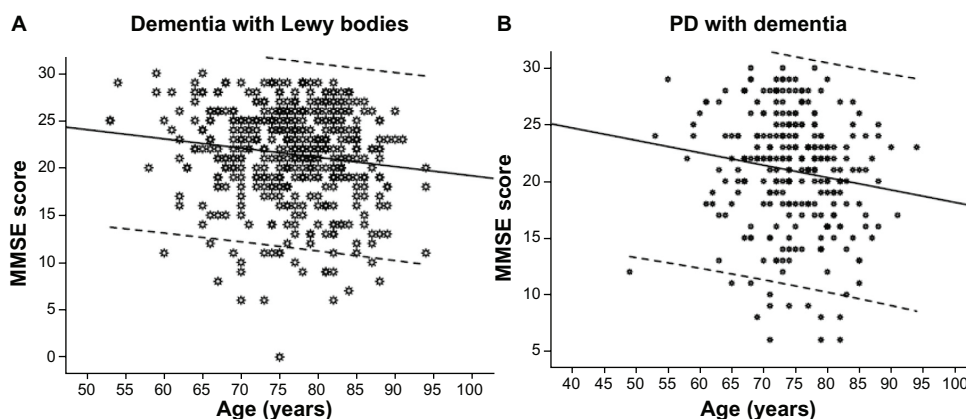 A Dementia with Lewy bodies
30
25
20
15
10
5
0
MMSE score
50 55 60 65 70 75 80 85 90 95 100
Age (years)
B PD with dementia
30
25
20
15
10
5
MMSE score
40 45 50 55 60 65 70 75 80 85 90 95 100
Age (years)